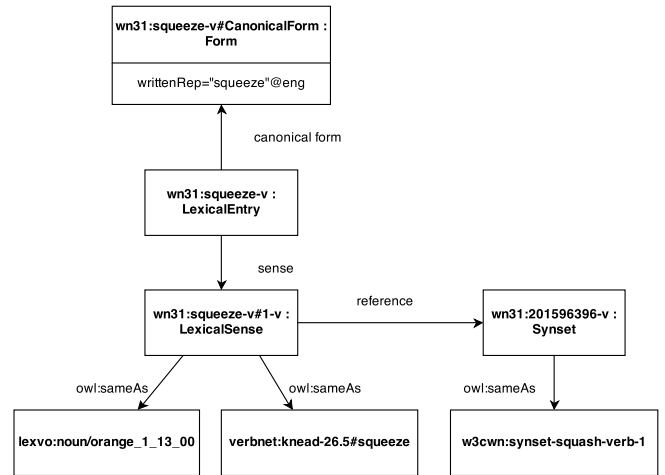 wn31:squeeze-v#CanonicalForm :
Form
writtenRep="squeeze"@eng
canonical form
wn31:squeeze-v :
LexicalEntry
sense
wn31:squeeze-v#1-v :
LexicalSense
reference
wn31:201596396-v :
Synset
owl:sameAs
owl:sameAs
owl:sameAs
lexvo:noun/orange_1_13_00
verbnet:knead-26.5#squeeze
w3cwn:synset-squash-verb-1